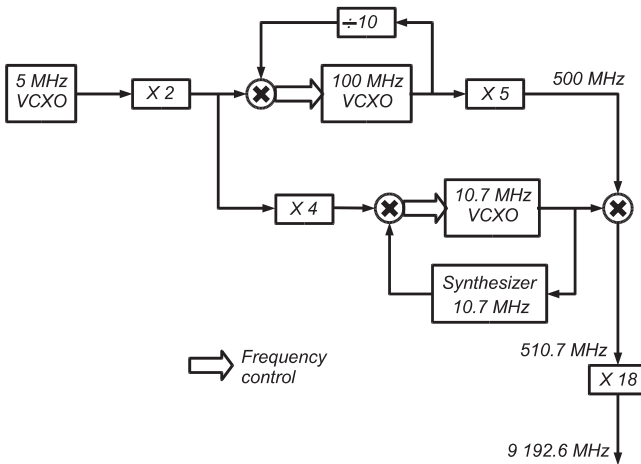 ÷10
5 MHz
VCXO
X 2
100 MHz
VCXO
X 5
500 MHz
X 4
10.7 MHz
VCXO
Synthesizer
10.7 MHz
Frequency
control
510.7 MHz
X 18
9 192.6 MHz